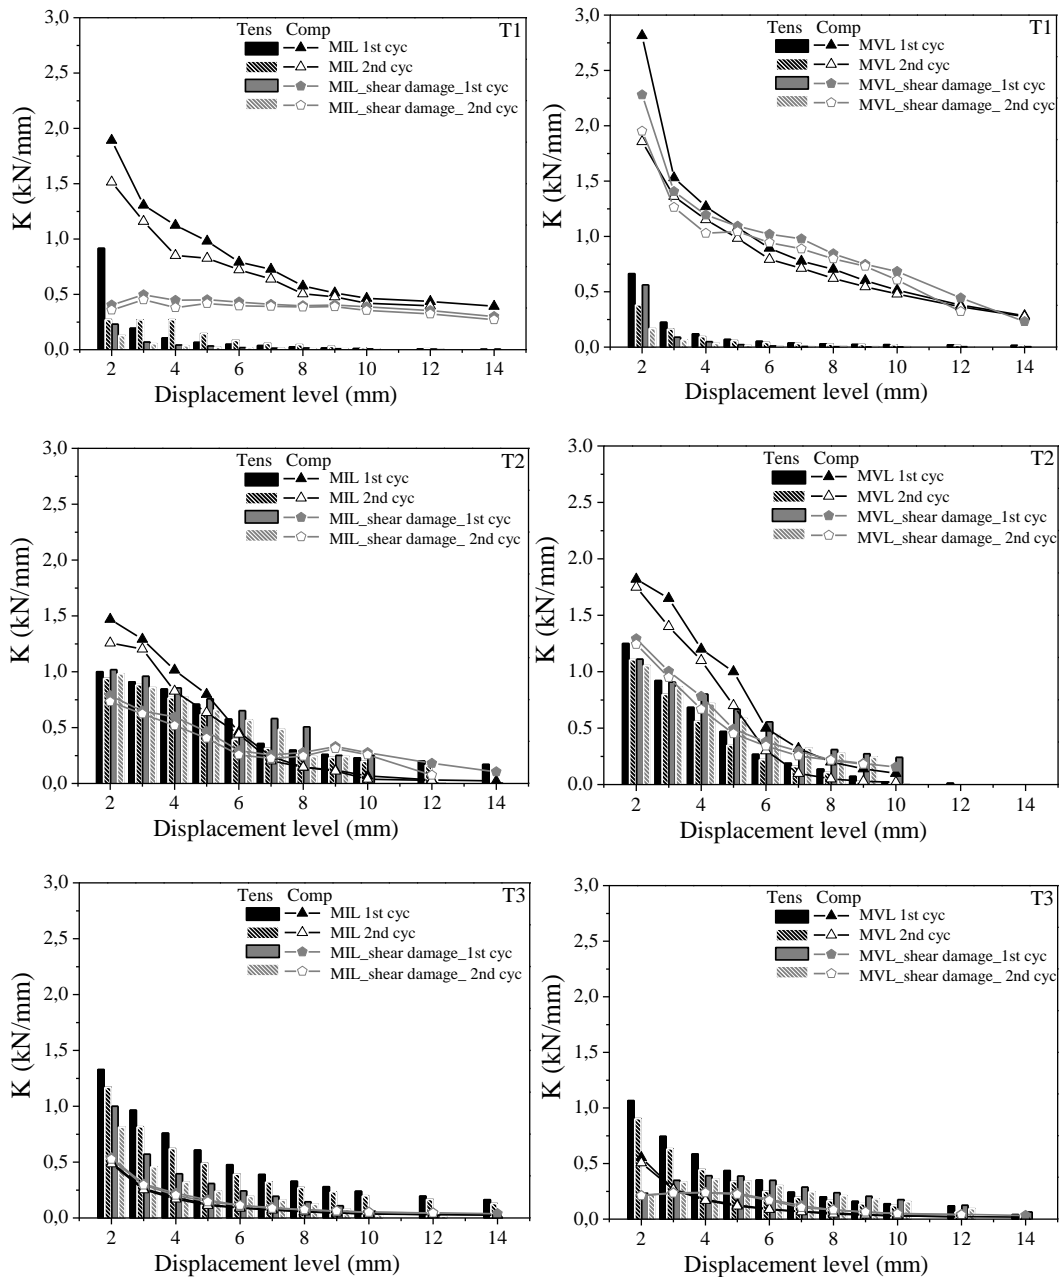 Tens Comp T1
MIL 1st cyc
MIL 2nd cyc
MIL_shear damage_1st cyc
MIL_shear damage_ 2nd cyc
K (kN/mm)
3,0
2,5
2,0
1,5
1,0
0,5
0,0
2 4 6 8 10 12 14
Displacement level (mm)
Tens Comp T1
MVL 1st cyc
MVL 2nd cyc
MVL_shear damage_1st cyc
MVL_shear damage_ 2nd cyc
K (kN/mm)
3,0
2,5
2,0
1,5
1,0
0,5
0,0
2 4 6 8 10 12 14
Displacement level (mm)
Tens Comp T2
MIL 1st cyc
MIL 2nd cyc
MIL_shear damage_1st cyc
MIL_shear damage_ 2nd cyc
K (kN/mm)
3,0
2,5
2,0
1,5
1,0
0,5
0,0
2 4 6 8 10 12 14
Displacement level (mm)
Tens Comp T2
MVL 1st cyc
MVL 2nd cyc
MVL_shear damage_1st cyc
MVL_shear damage_ 2nd cyc
K (kN/mm)
3,0
2,5
2,0
1,5
1,0
0,5
0,0
2 4 6 8 10 12 14
Displacement level (mm)
Tens Comp T3
MIL 1st cyc
MIL 2nd cyc
MIL_shear damage_1st cyc
MIL_shear damage_ 2nd cyc
K (kN/mm)
3,0
2,5
2,0
1,5
1,0
0,5
0,0
2 4 6 8 10 12 14
Displacement level (mm)
Tens Comp T3
MVL 1st cyc
MVL 2nd cyc
MVL_shear damage_1st cyc
MVL_shear damage_ 2nd cyc
K (kN/mm)
3,0
2,5
2,0
1,5
1,0
0,5
0,0
2 4 6 8 10 12 14
Displacement level (mm)